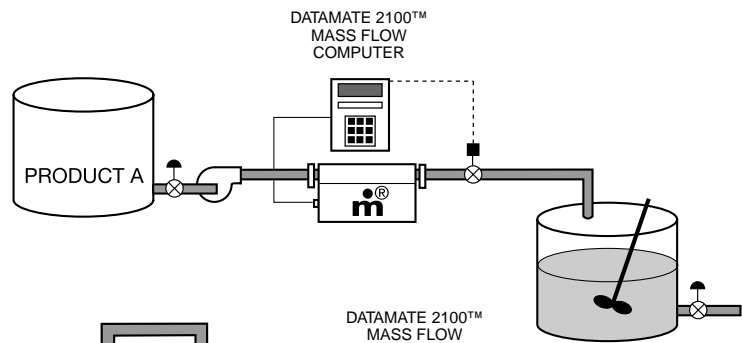 DATAMATE 2100™
MASS FLOW
COMPUTER
PRODUCT A
ṁ®
DATAMATE 2100™
MASS FLOW